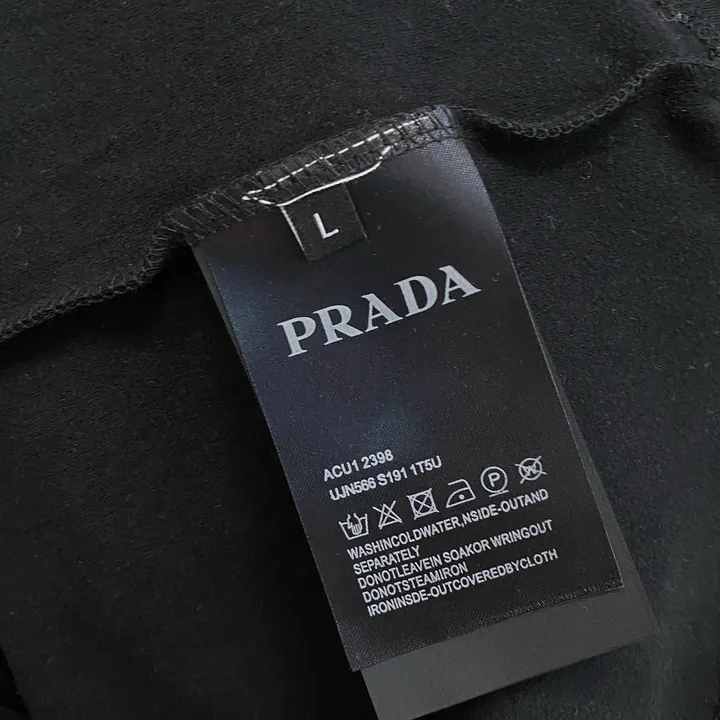 L
PRADA
ACU1 2398
UJN566 S191 1T5U
P
WASHINCOLDWATER,NSIDE-OUTAND
SEPARATELY
DONOTLEAVEIN SOAKOR WRINGOUT
DONOTSTEAMIRON
IRONINSDE-OUTCOVEREDBYCLOTH